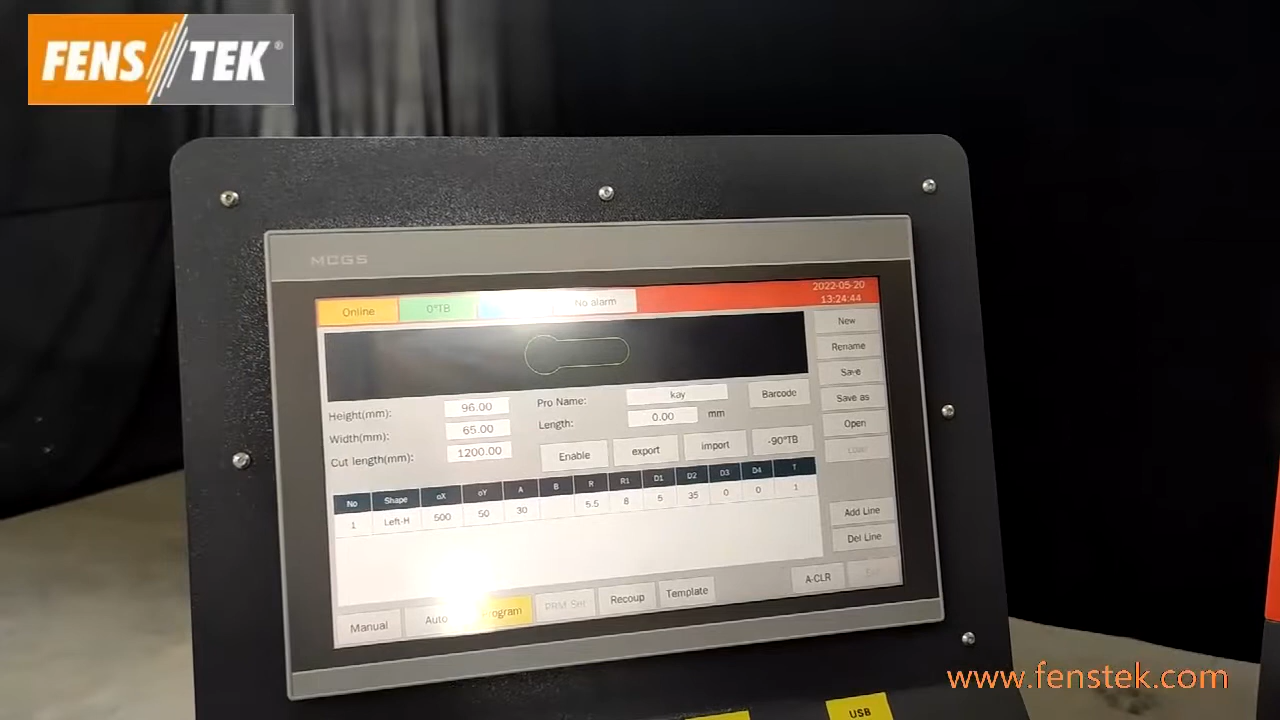 FENS TEK®
MCGS
Online 0°TB No alarm 2022-05-20
13:24:44
New
Rename
Save
Save as
Open
Height(mm): 96.00 Pro Name: kay Barcode
Width(mm): 65.00 Length: 0.00 mm
Cut length(mm): 1200.00 Enable export import -90°TB
No Shape oX oY A B R R1 D1 D2 D3 D4 T
1 Left-H 500 50 30 5.5 8 5 35 0 0 1
Add Line
Del Line
A-CLR
Manual Auto PRM Set Recoup Template
USB
www.fenstek.com